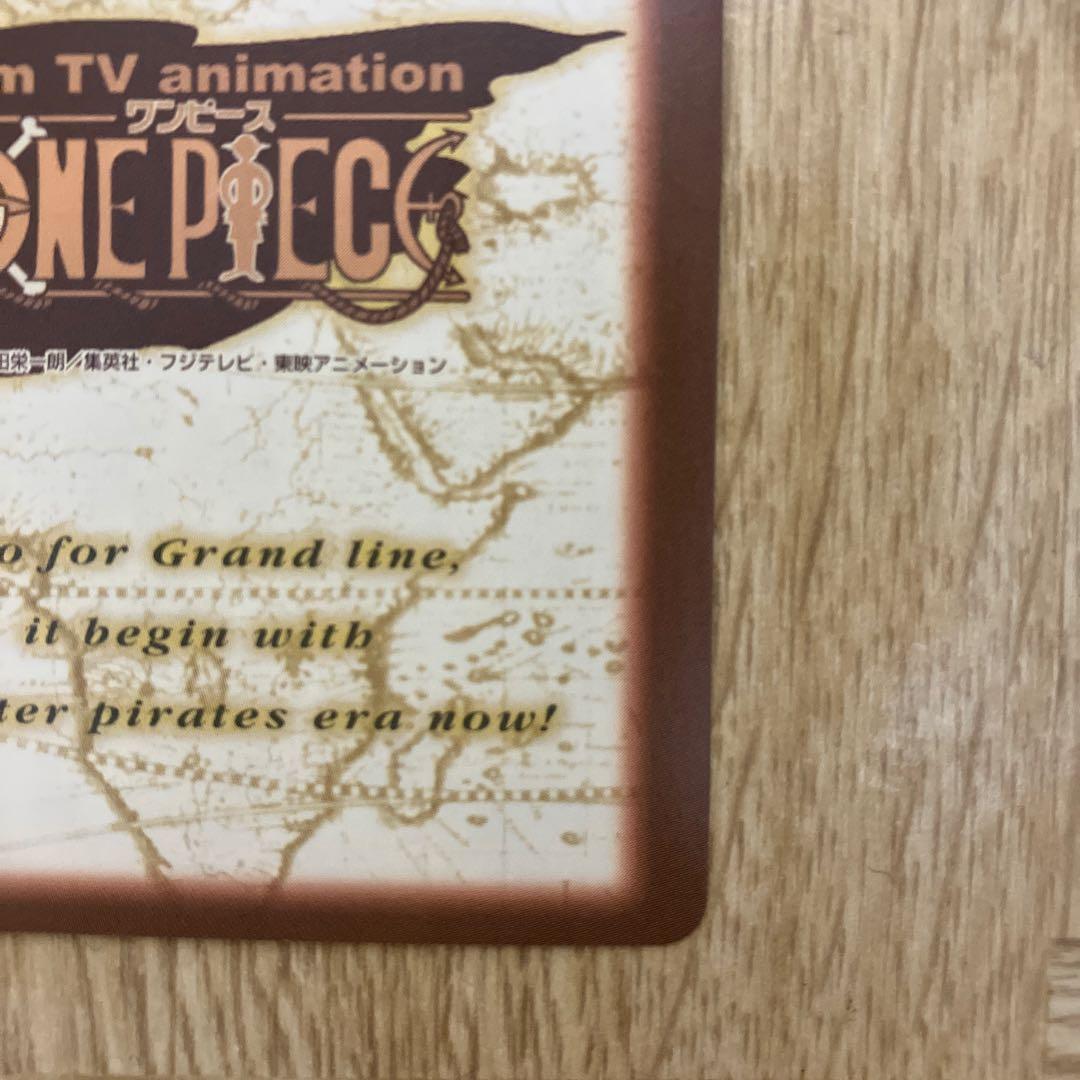 m TV animation
ワンピース
ONE PIECE
田栄一朗／集英社・フジテレビ・東映アニメーション
o for Grand line,
it begin with
ter pirates era now!